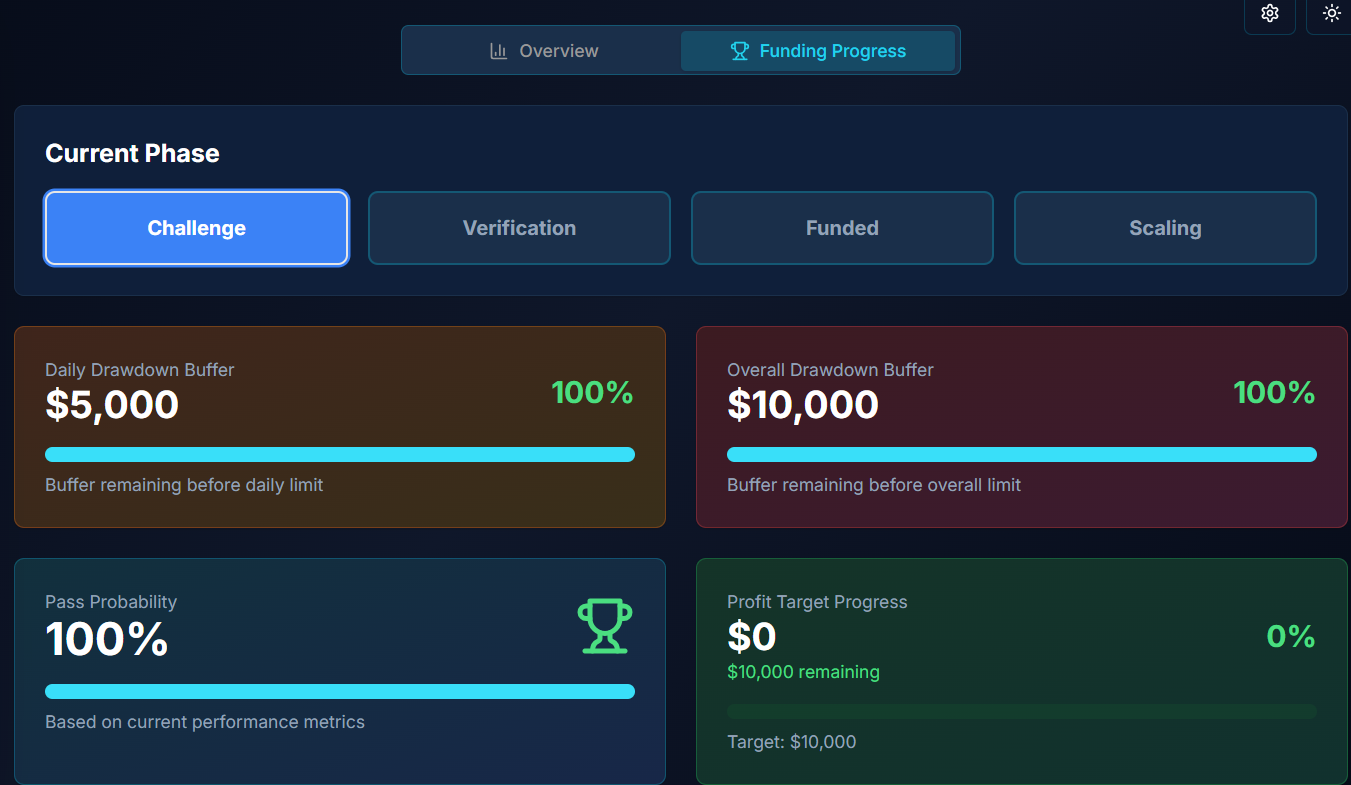 Overview
Funding Progress
Current Phase
Challenge
Verification
Funded
Scaling
Daily Drawdown Buffer
$5,000
100%
Buffer remaining before daily limit
Overall Drawdown Buffer
$10,000
100%
Buffer remaining before overall limit
Pass Probability
100%
Based on current performance metrics
Profit Target Progress
$0
0%
$10,000 remaining
Target: $10,000